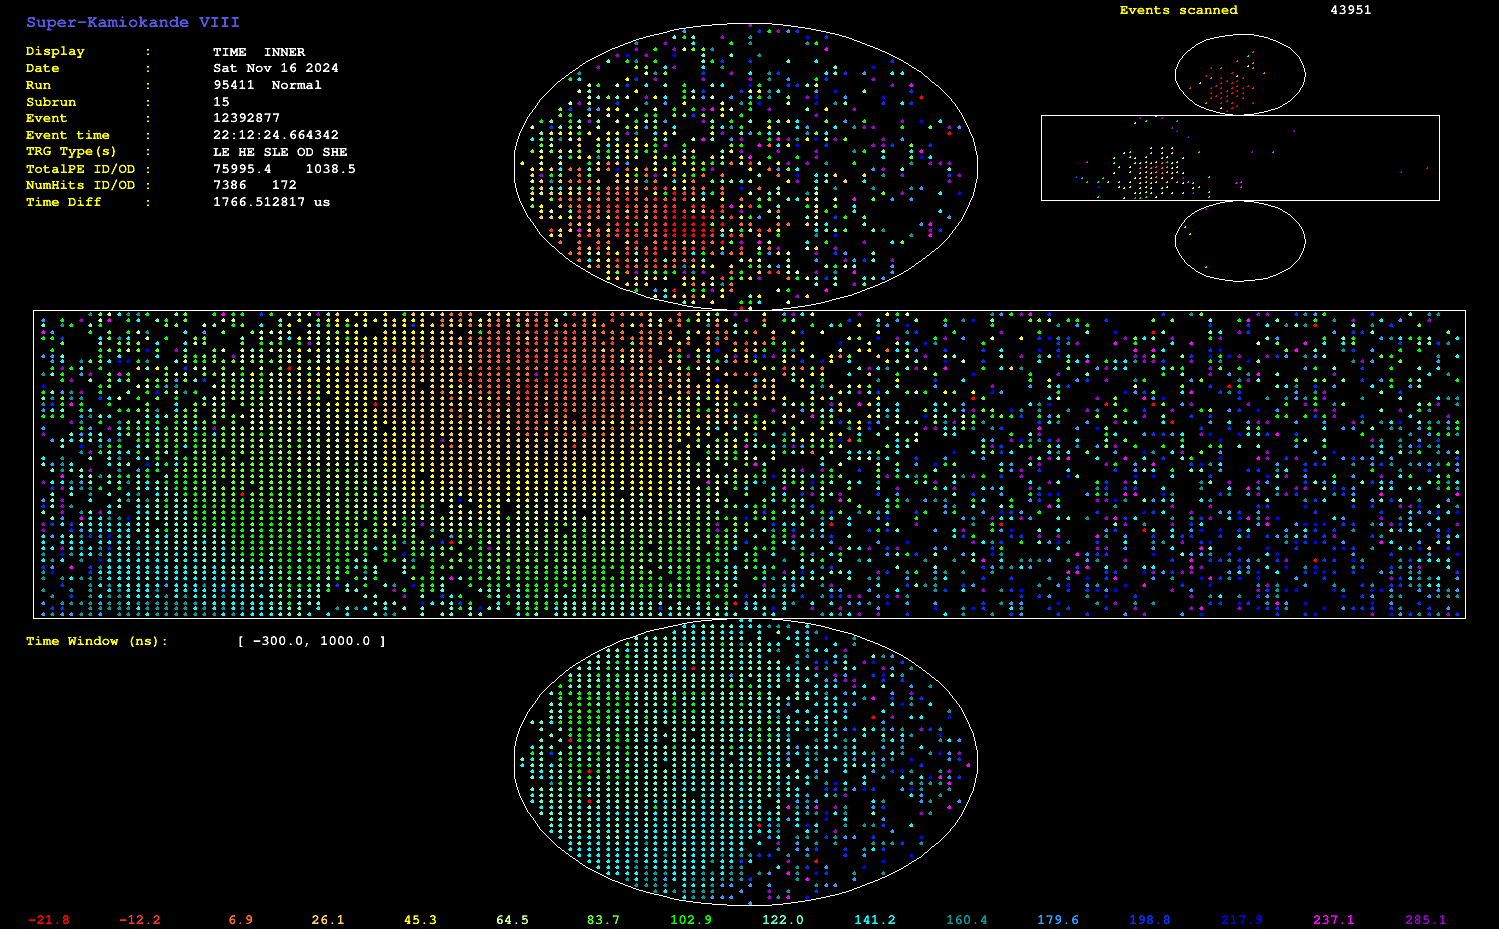 Super-Kamiokande VIII
Events scanned 43951
Display : TIME INNER
Date : Sat Nov 16 2024
Run : 95411 Normal
Subrun : 15
Event : 12392877
Event time : 22:12:24.664342
TRG Type(s) : LE HE SLE OD SHE
TotalPE ID/OD : 75995.4 1038.5
NumHits ID/OD : 7386 172
Time Diff : 1766.512817 us
Time Window (ns): [ -300.0, 1000.0 ]
-21.8 -12.2 6.9 26.1 45.3 64.5 83.7 102.9 122.0 141.2 160.4 179.6 198.8 217.9 237.1 285.1